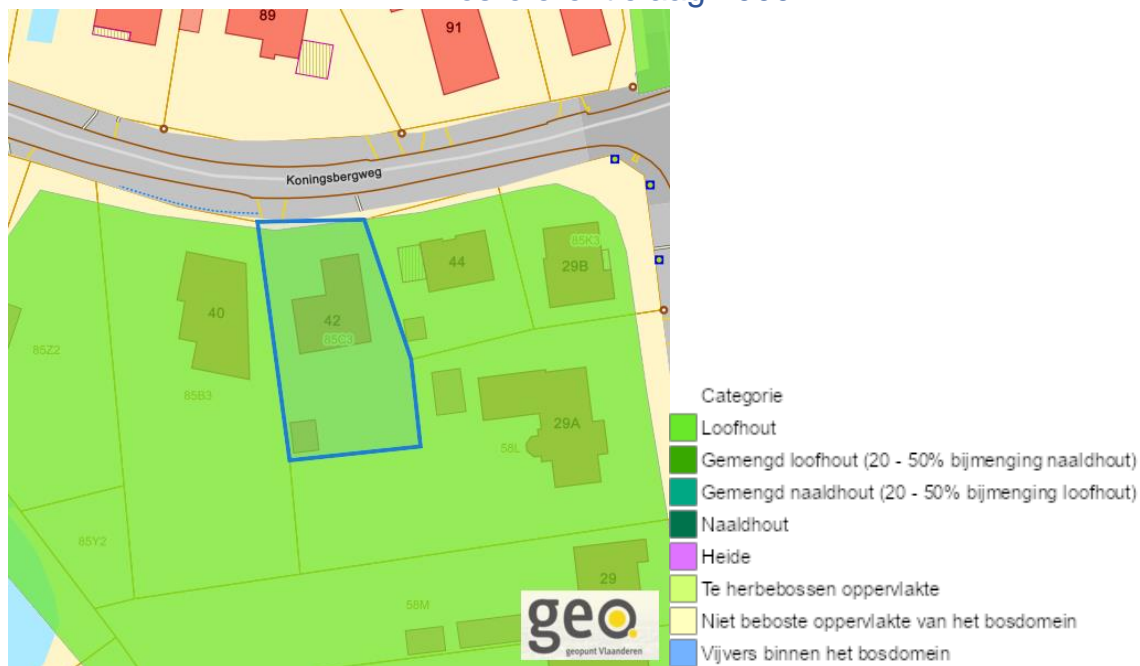 89
91
Koningsbergweg
85K3
44
29B
40
42
85C3
85Z2
85B3
29A
58L
85Y2
29
58M
geo
geopunt Vlaanderen
Categorie
Loofhout
Gemengd loofhout (20 - 50% bijmenging naaldhout)
Gemengd naaldhout (20 - 50% bijmenging loofhout)
Naaldhout
Heide
Te herbebossen oppervlakte
Niet beboste oppervlakte van het bosdomein
Vijvers binnen het bosdomein